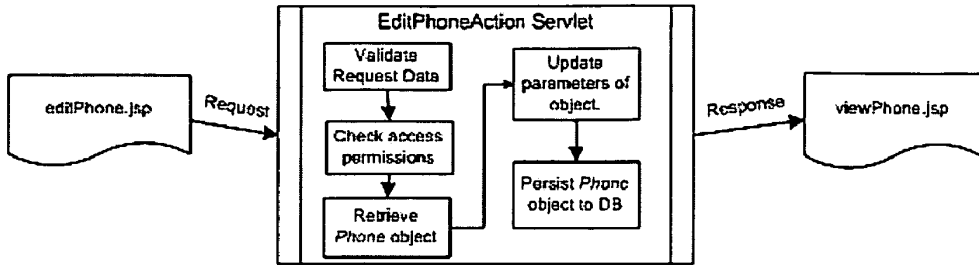 EditPhoneAction Servlet
editPhone.jsp
Request
Validate
Request Data
Check access
permissions
Retrieve
Phone object
Update
parameters of
object.
Persist Phone
object to DB
Response
viewPhone.jsp